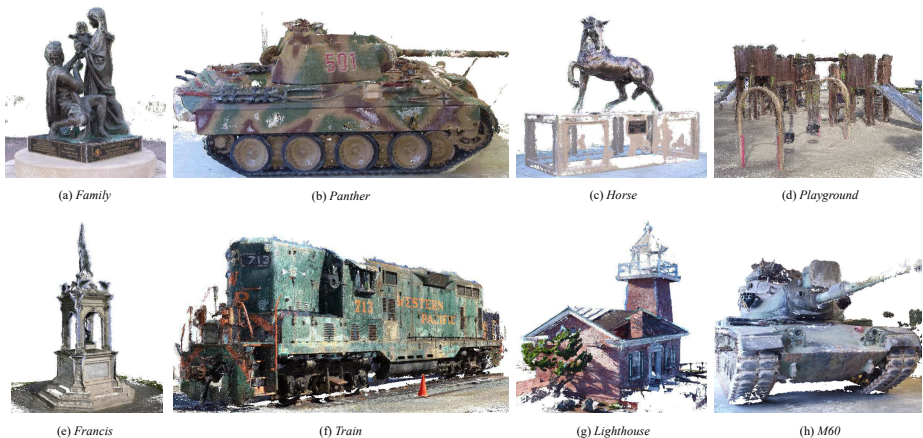 501
(a) Family
(b) Panther
(c) Horse
(d) Playground
713
713
WESTERN
PACIFIC
(e) Francis
(f) Train
(g) Lighthouse
(h) M60